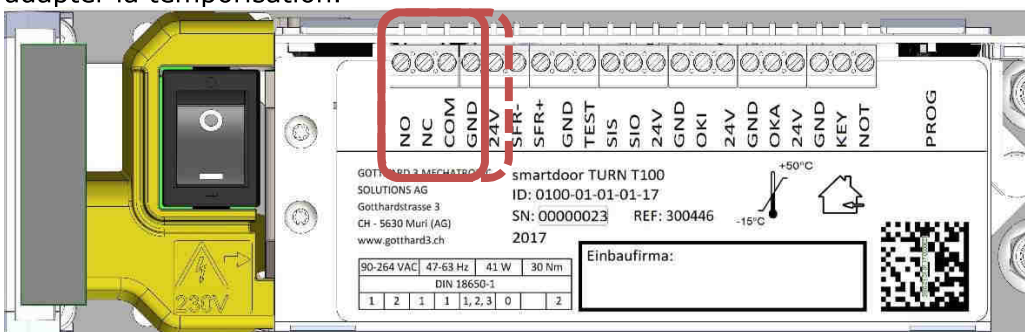 adapter la temporisation.
NO NC COM GND 24V SFR- SFR+ GND TEST SIS SIO 24V GND OKI 24V GND OKA 24V GND KEY NOT PROG
GOTTHARD 3 MECHATRONIC
SOLUTIONS AG
Gotthardstrasse 3
CH - 5630 Muri (AG)
www.gotthard3.ch
smartdoor TURN T100
ID: 0100-01-01-01-17
SN: 00000023 REF: 300446
2017
+50°C
-15°C
90-264 VAC 47-63 Hz 41 W 30 Nm
DIN 18650-1
1 2 1 1 1, 2, 3 0 2
Einbaufirma:
230V